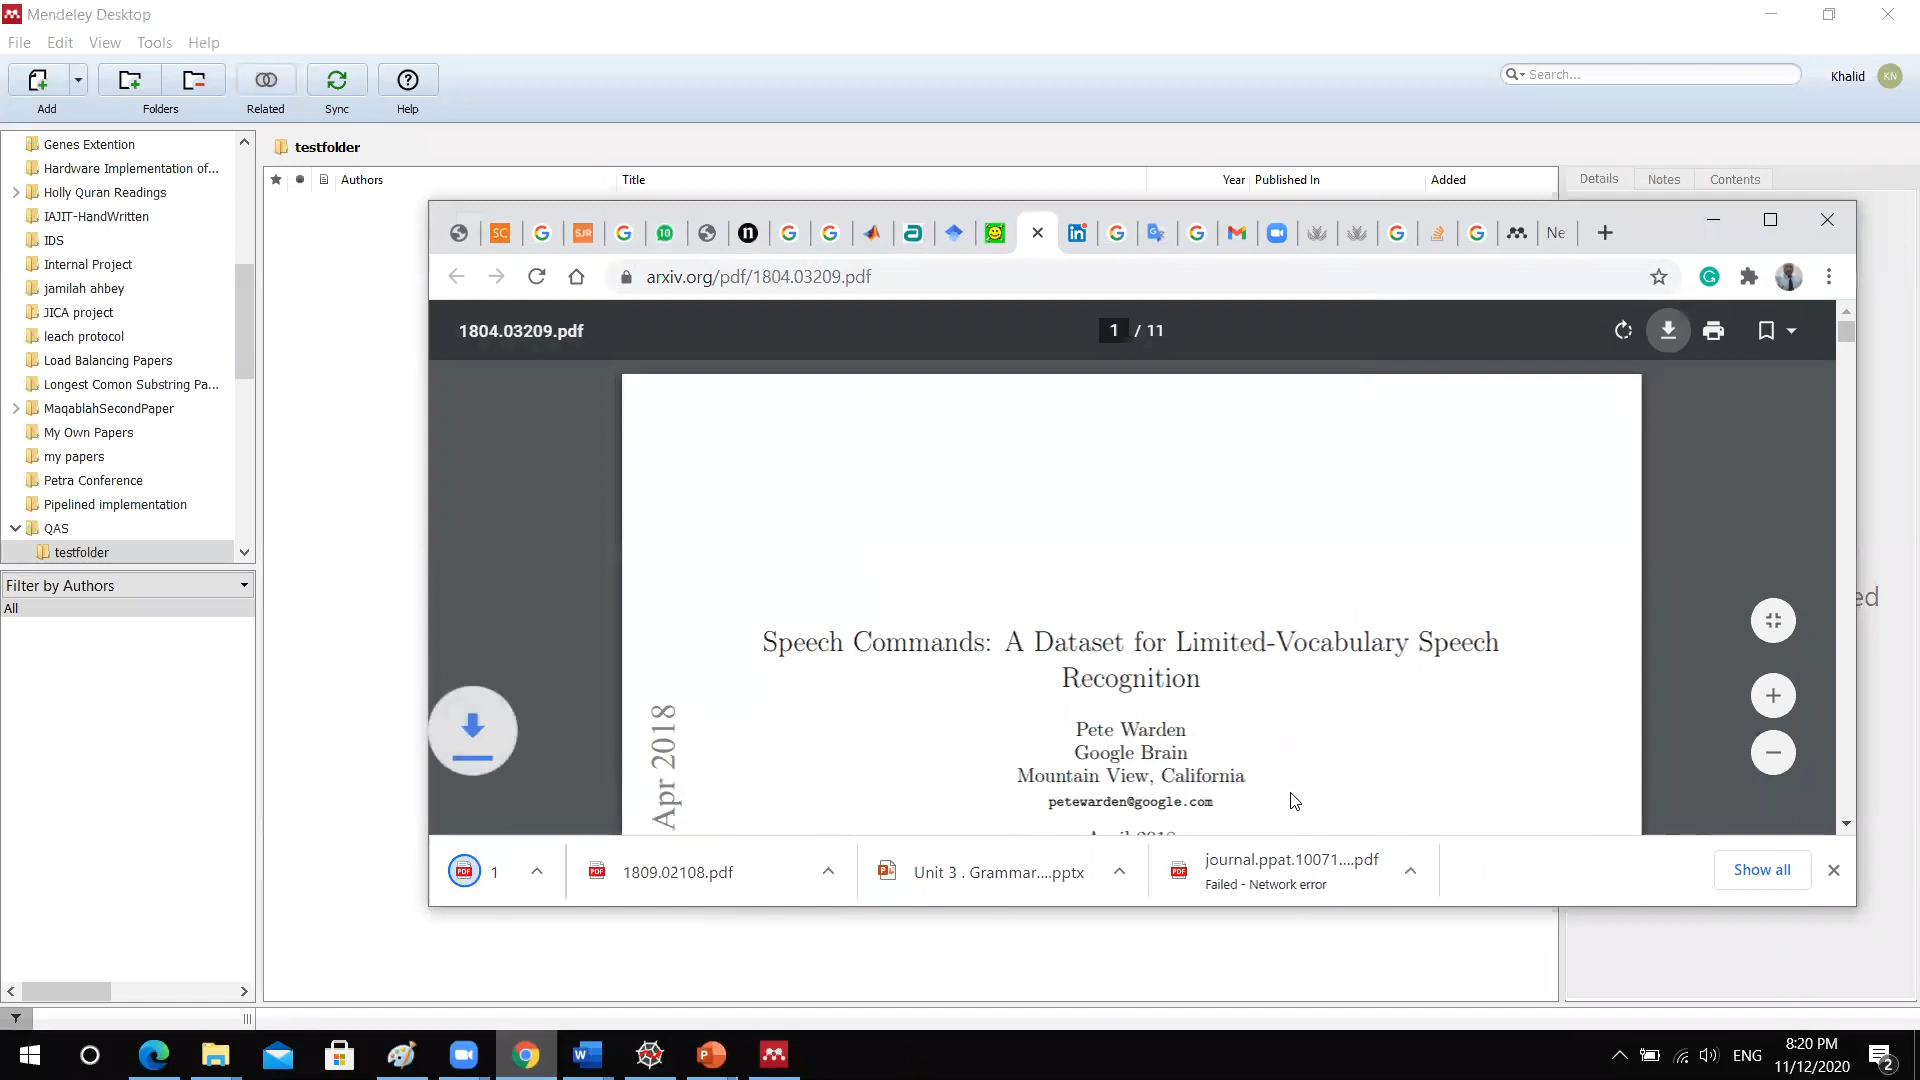 Mendeley Desktop
File Edit View Tools Help
Add Folders Related Sync Help
Search...
Khalid KN
Genes Extention
Hardware Implementation of...
Holly Quran Readings
IAJIT-HandWritten
IDS
Internal Project
jamilah ahbey
JICA project
leach protocol
Load Balancing Papers
Longest Comon Substring Pa...
MaqablahSecondPaper
My Own Papers
my papers
Petra Conference
Pipelined implementation
QAS
testfolder
Filter by Authors
All
testfolder
Authors Title Year Published In Added
Details Notes Contents
SC SJR 10 n Ne
arxiv.org/pdf/1804.03209.pdf
1804.03209.pdf 1 / 11
Speech Commands: A Dataset for Limited-Vocabulary Speech
Recognition
Pete Warden
Google Brain
Mountain View, California
petewarden@google.com
Apr 2018
ed
1
1809.02108.pdf
Unit 3 . Grammar....pptx
journal.ppat.10071....pdf
Failed - Network error
Show all
ENG
8:20 PM
11/12/2020
2